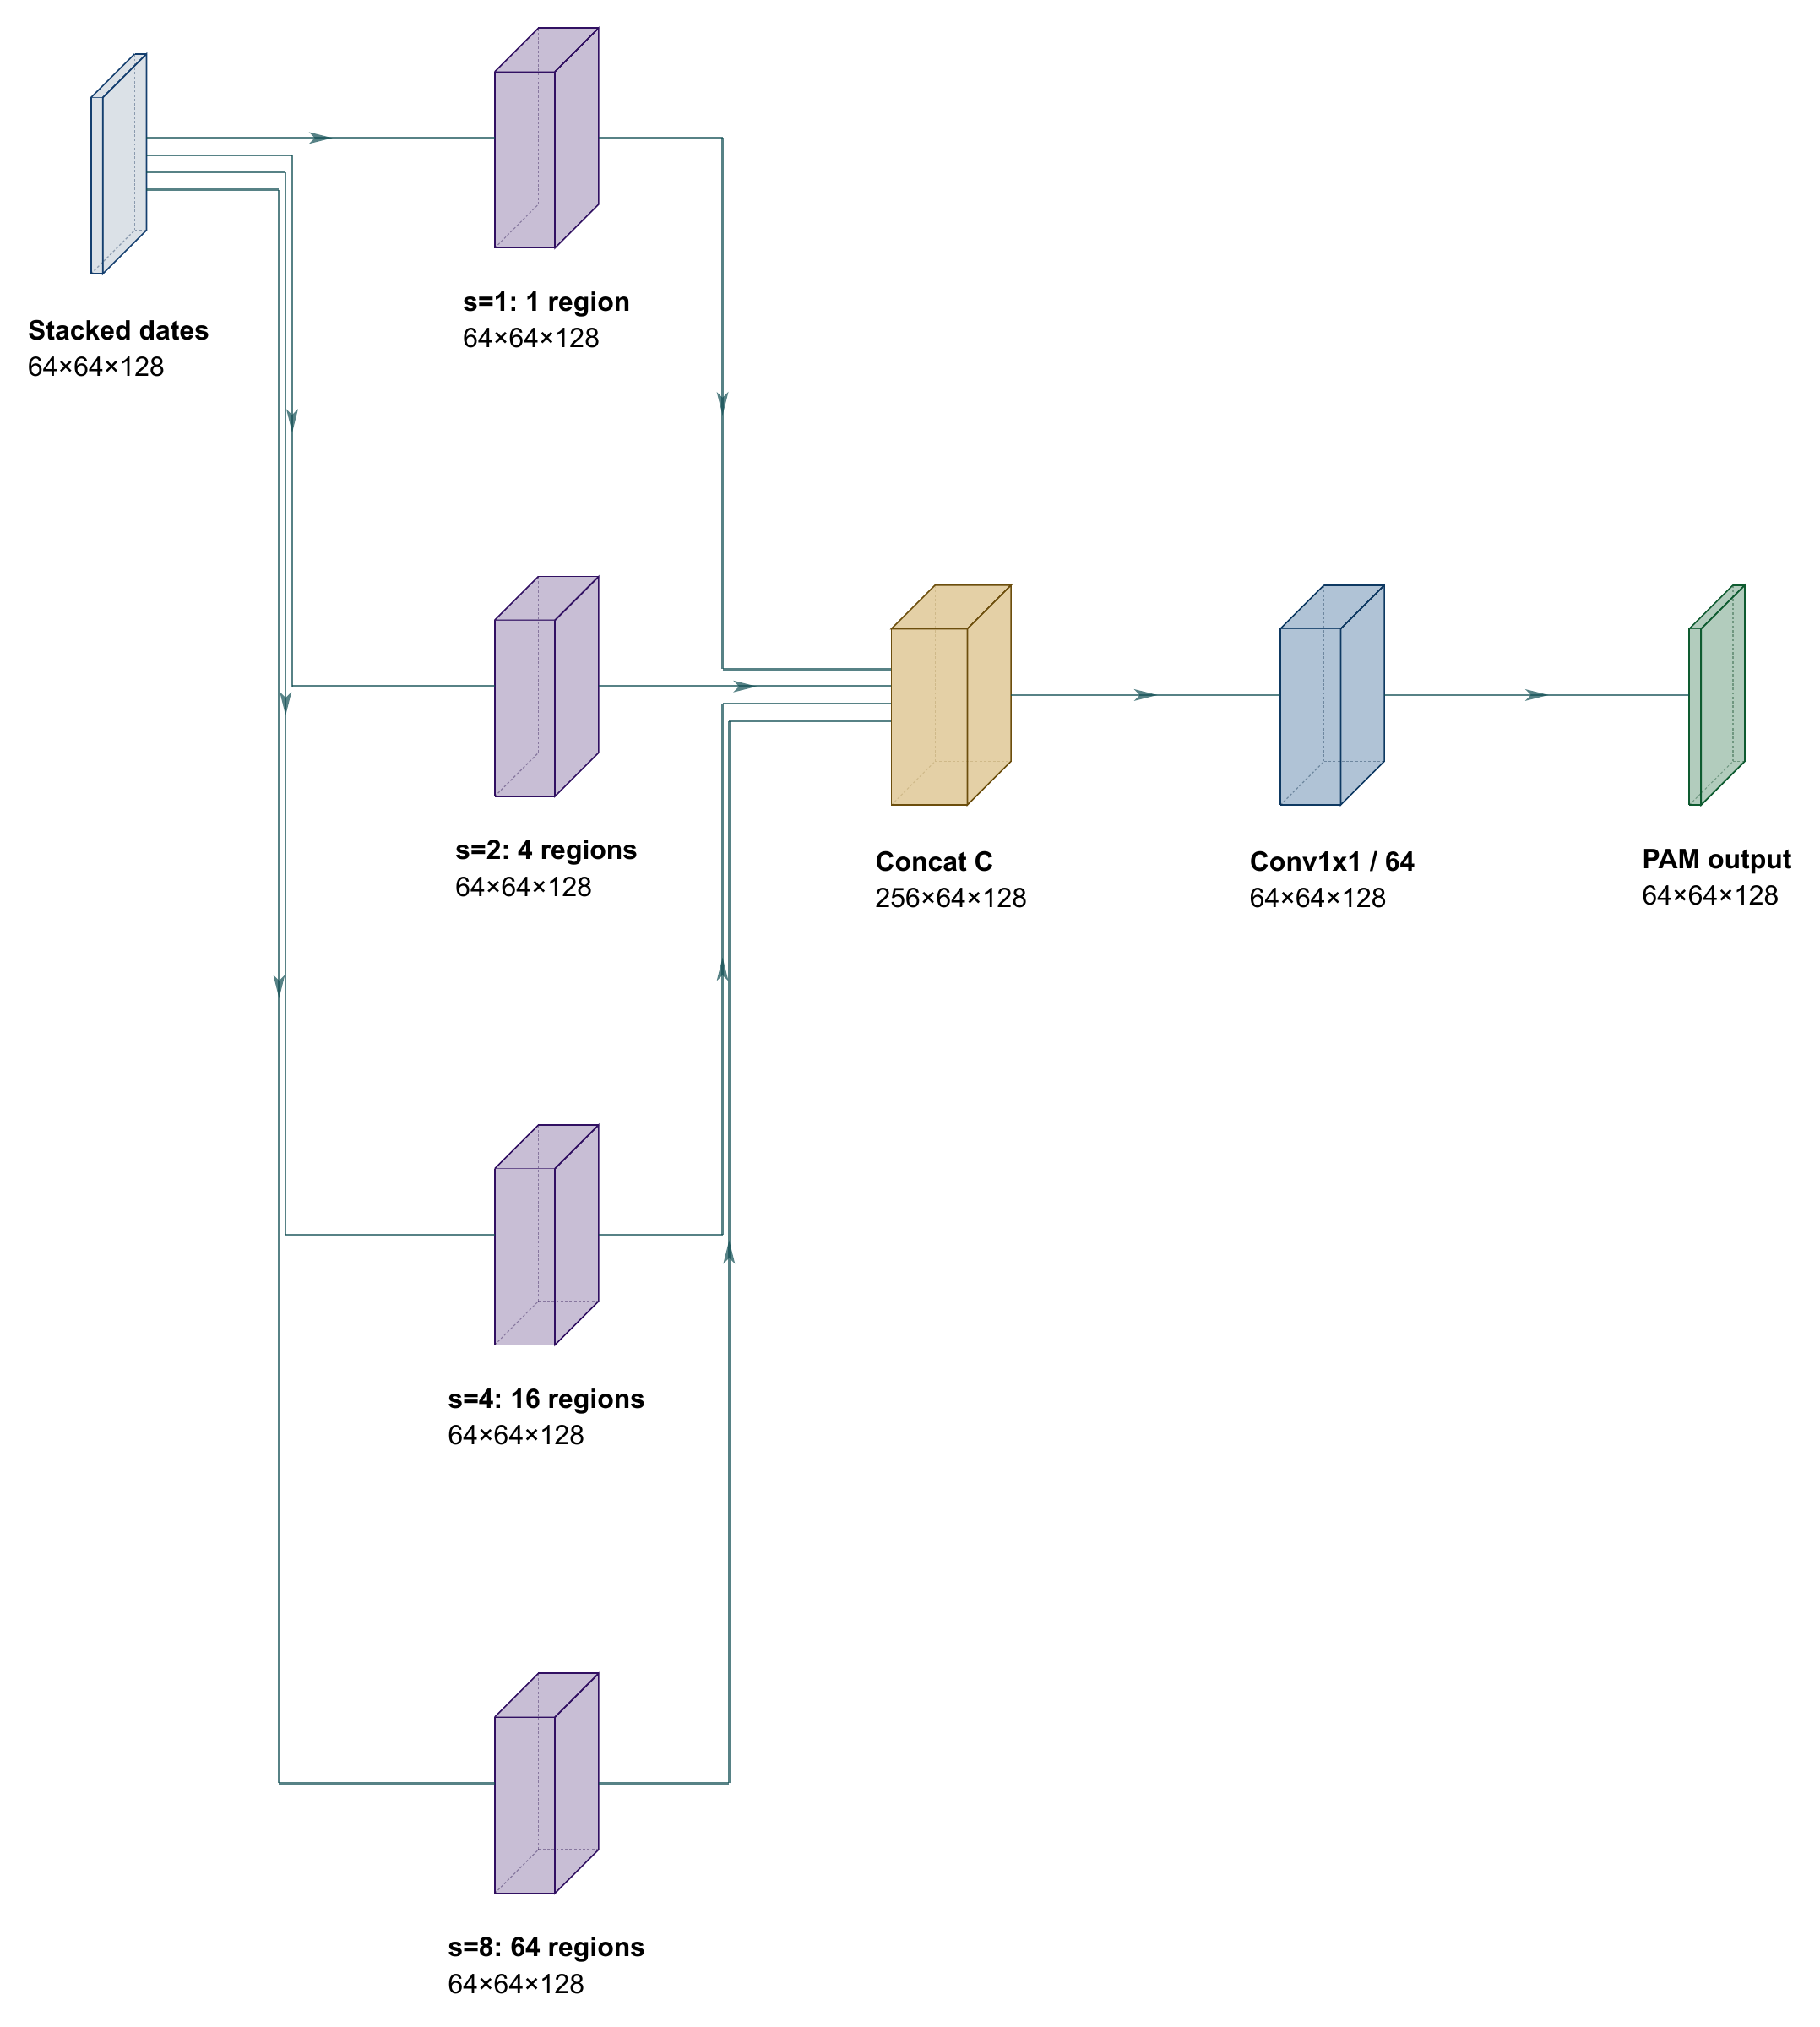 Stacked dates
64×64×128
s=1: 1 region
64×64×128
s=2: 4 regions
64×64×128
Concat C
256×64×128
Conv1x1 / 64
64×64×128
PAM output
64×64×128
s=4: 16 regions
64×64×128
s=8: 64 regions
64×64×128